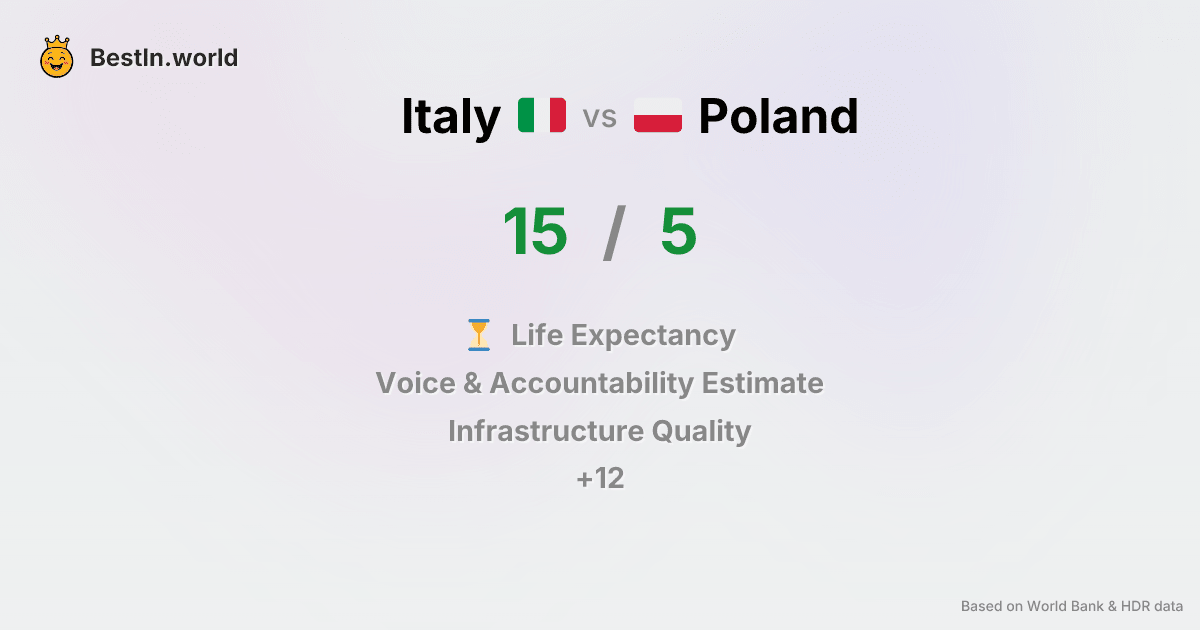 BestIn.world
Italy vs Poland
15 / 5
Life Expectancy
Voice & Accountability Estimate
Infrastructure Quality
+12
Based on World Bank & HDR data